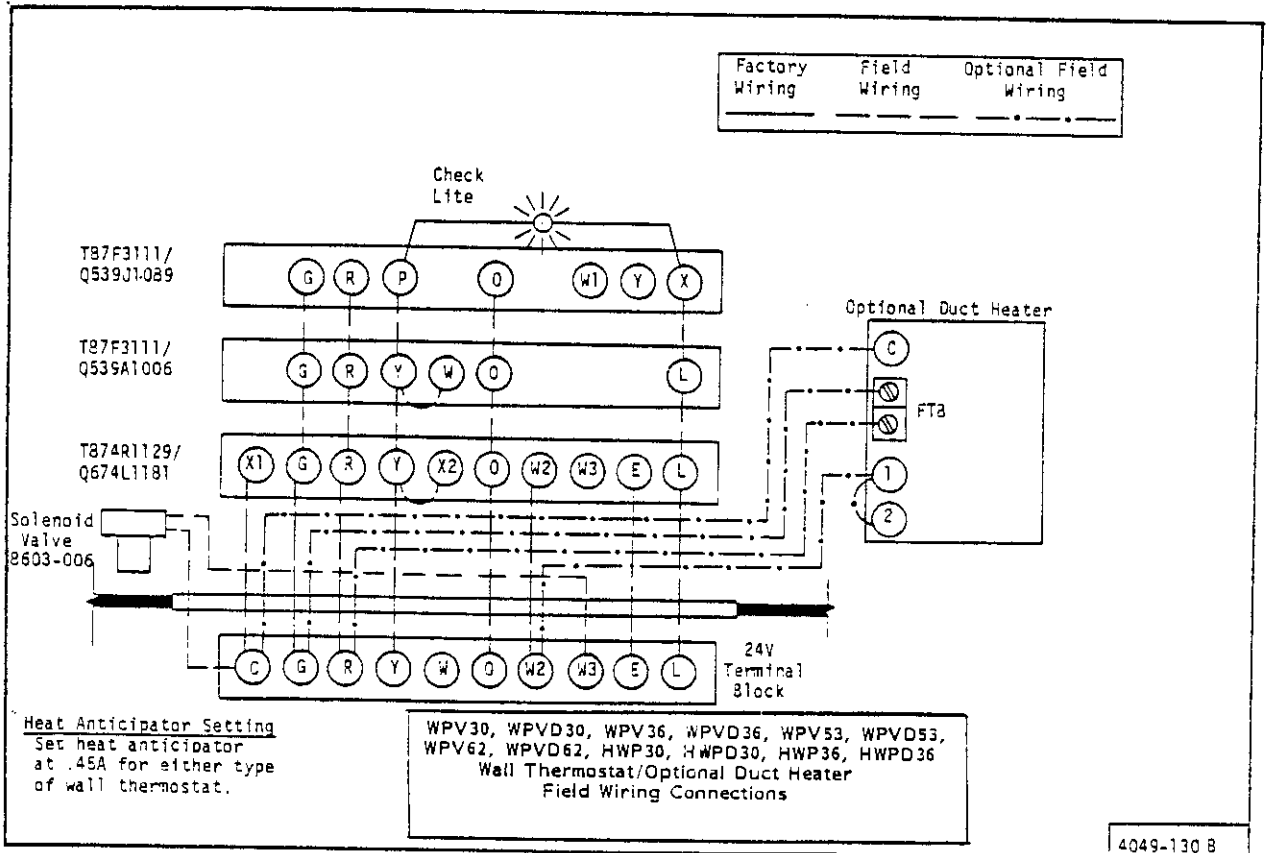 Factory Wiring
Field Wiring
Optional Field Wiring
Check Lite
T87F3111/
Q539J1089
G R P O W1 Y X
T87F3111/
Q539A1006
G R Y W O L
Optional Duct Heater
C
FTB
1
2
T874R1129/
Q674L1181
X1 G R Y X2 O W2 W3 E L
Solenoid
Valve
8603-006
C G R Y W O W2 W3 E L
24V
Terminal
Block
Heat Anticipator Setting
Set heat anticipator
at .45A for either type
of wall thermostat.
WPV30, WPVD30, WPV36, WPVD36, WPV53, WPVD53,
WPV62, WPVD62, HWP30, HWPD30, HWP36, HWPD36
Wall Thermostat/Optional Duct Heater
Field Wiring Connections
4049-130 B